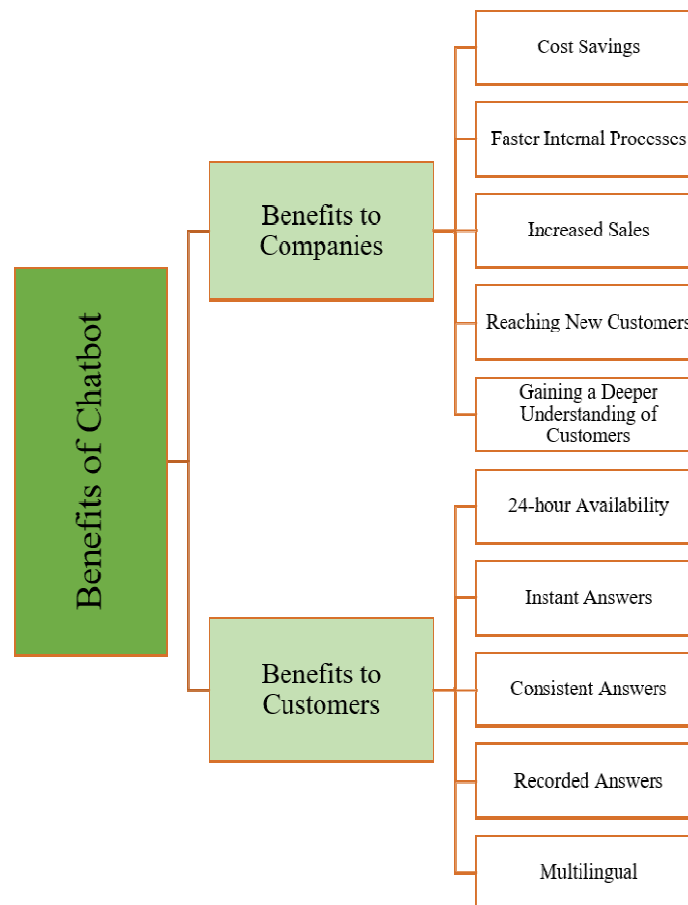 Benefits of Chatbot
Benefits to
Companies
Cost Savings
Faster Internal Processes
Increased Sales
Reaching New Customers
Gaining a Deeper
Understanding of
Customers
Benefits to
Customers
24-hour Availability
Instant Answers
Consistent Answers
Recorded Answers
Multilingual